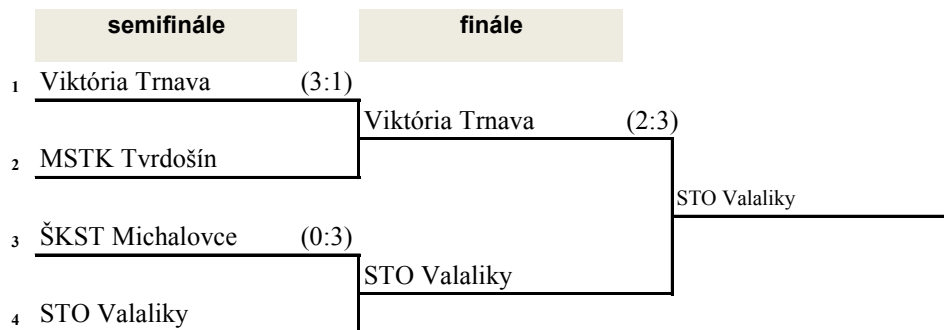 semifinále finále
1 Viktória Trnava (3:1)
Viktória Trnava (2:3)
2 MSTK Tvrdošín
STO Valaliky
3 ŠKST Michalovce (0:3)
STO Valaliky
4 STO Valaliky